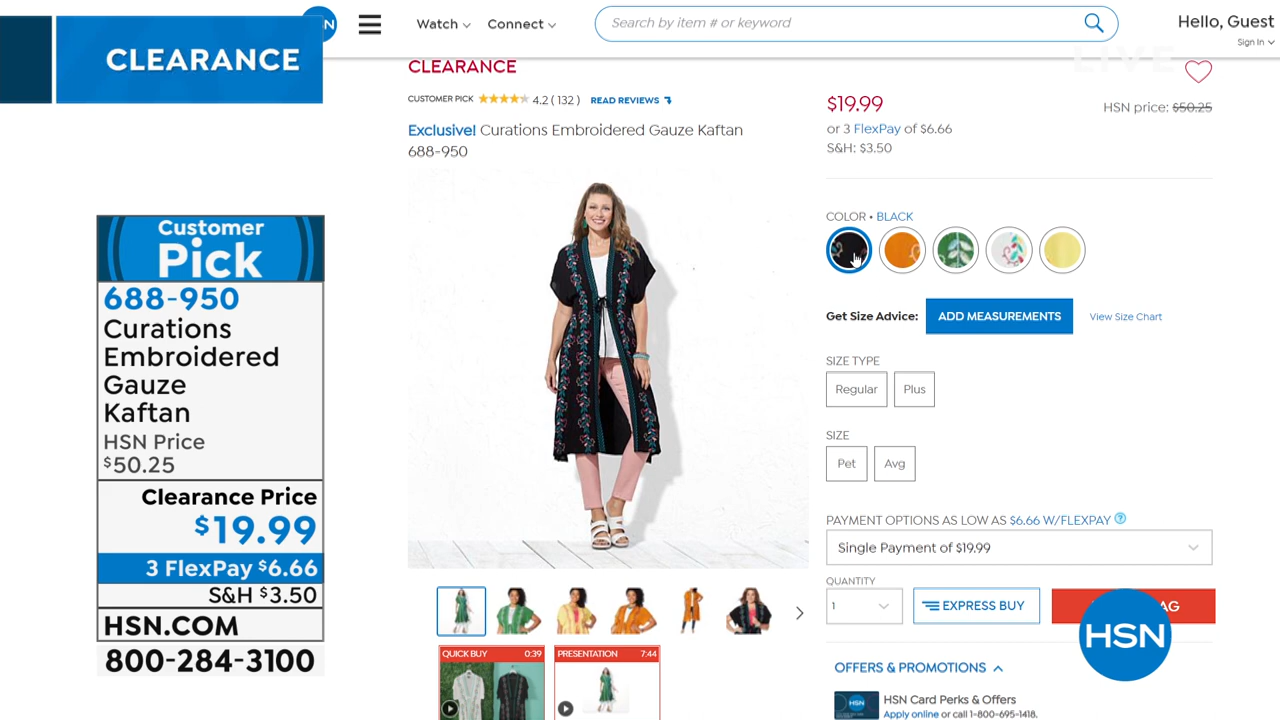 CLEARANCE
Watch
Connect
Search by item # or keyword
Hello, Guest
Sign In
LIVE
CLEARANCE
CUSTOMER PICK 4.2 ( 132 ) READ REVIEWS
Exclusive! Curations Embroidered Gauze Kaftan
688-950
$19.99
HSN price: $50.25
or 3 FlexPay of $6.66
S&H: $3.50
COLOR • BLACK
Get Size Advice: ADD MEASUREMENTS View Size Chart
SIZE TYPE
Regular Plus
SIZE
Pet Avg
PAYMENT OPTIONS AS LOW AS $6.66 W/FLEXPAY ?
Single Payment of $19.99
QUANTITY
1
EXPRESS BUY
AG
HSN
OFFERS & PROMOTIONS
HSN
HSN Card Perks & Offers
Apply online or call 1-800-695-1418.
QUICK BUY 0:39
PRESENTATION 7:44
Customer
Pick
688-950
Curations
Embroidered
Gauze
Kaftan
HSN Price
$50.25
Clearance Price
$19.99
3 FlexPay $6.66
S&H $3.50
HSN.COM
800-284-3100